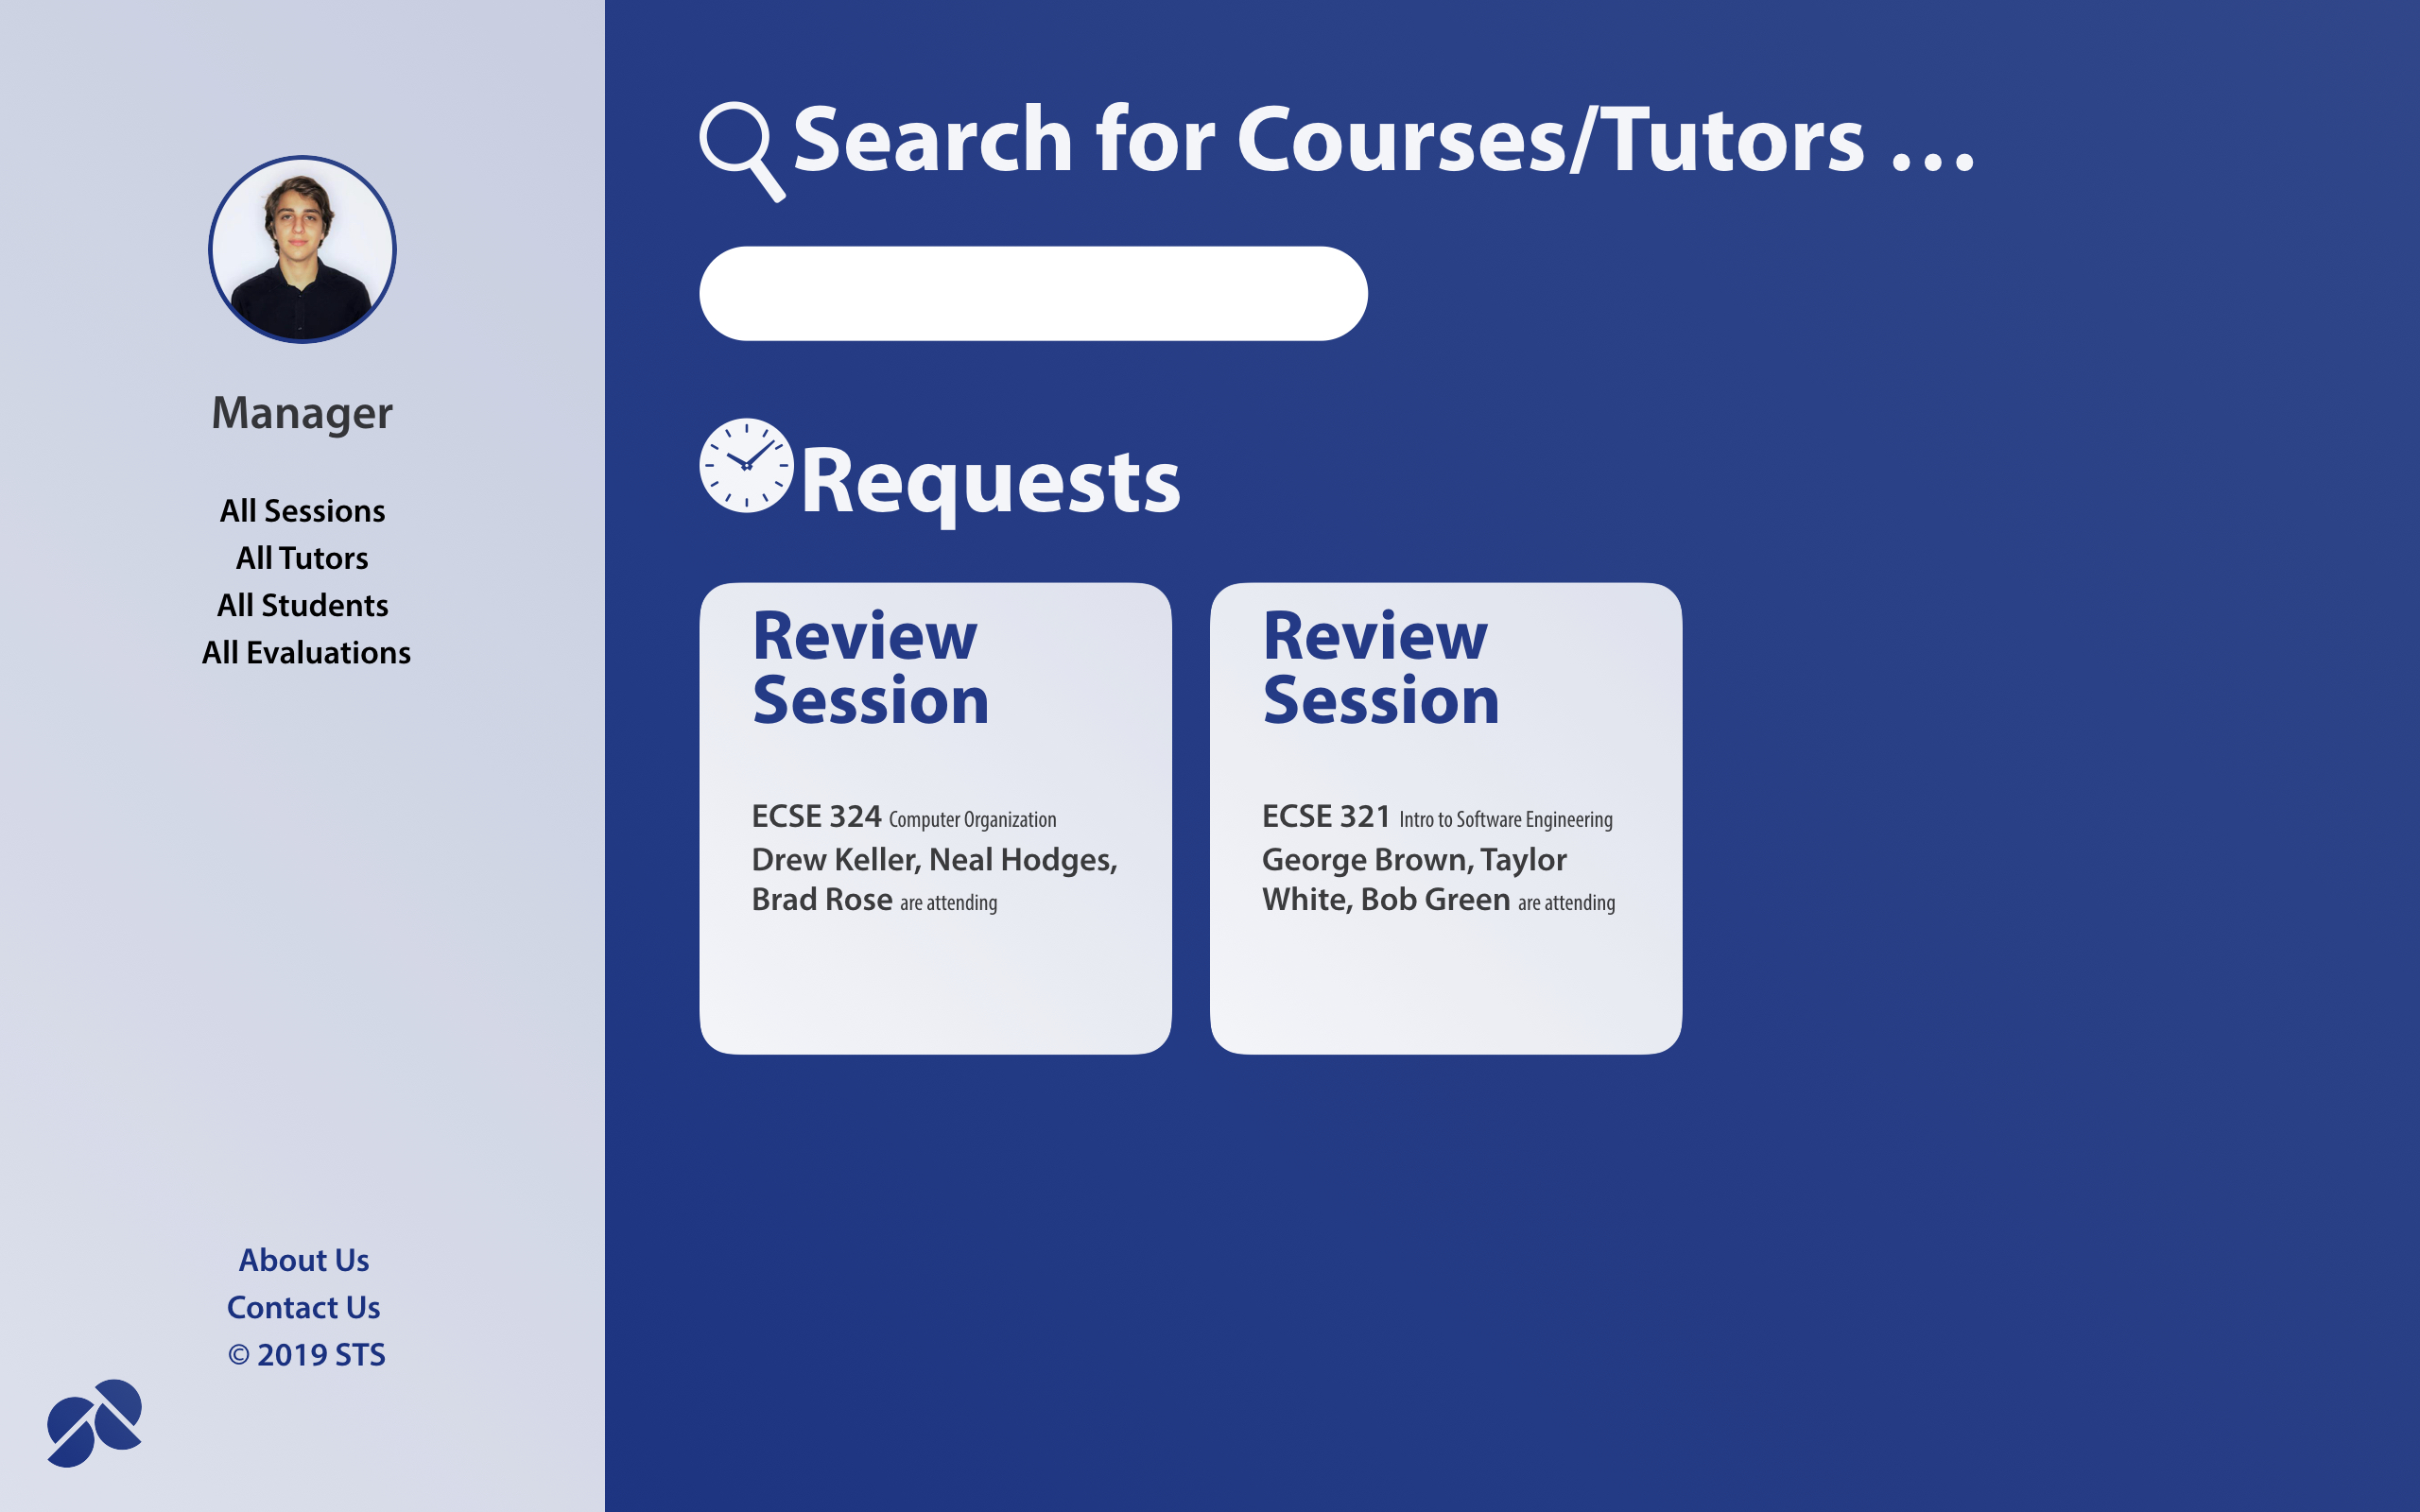 Manager
All Sessions
All Tutors
All Students
All Evaluations
About Us
Contact Us
© 2019 STS
Search for Courses/Tutors ...
Requests
Review
Session
ECSE 324 Computer Organization
Drew Keller, Neal Hodges,
Brad Rose are attending
Review
Session
ECSE 321 Intro to Software Engineering
George Brown, Taylor
White, Bob Green are attending